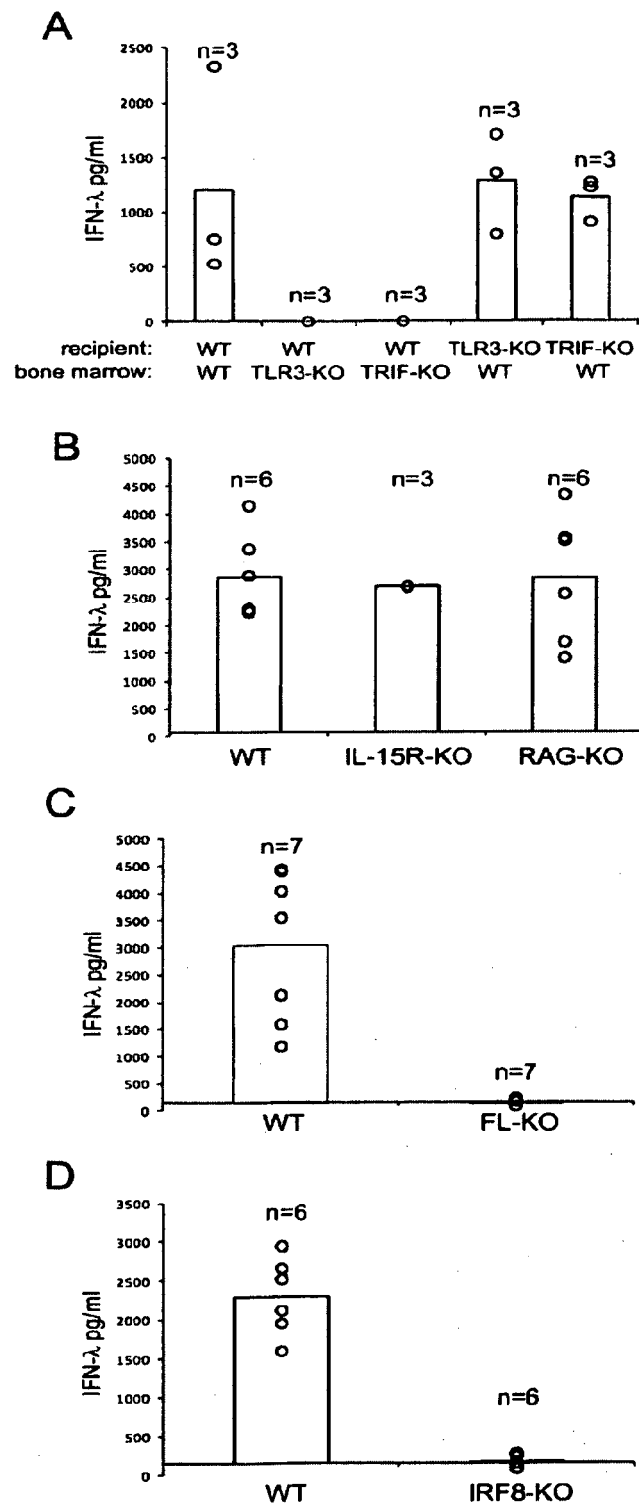 A
n=3
n=3
n=3
n=3
n=3
IFN-λ pg/ml
2500
2000
1500
1000
500
0
recipient: WT WT WT TLR3-KO TRIF-KO
bone marrow: WT TLR3-KO TRIF-KO WT WT
B
n=6 n=3 n=6
IFN-λ pg/ml
5000
4500
4000
3500
3000
2500
2000
1500
1000
500
0
WT IL-15R-KO RAG-KO
C
n=7
n=7
IFN-λ pg/ml
5000
4500
4000
3500
3000
2500
2000
1500
1000
500
0
WT FL-KO
D
n=6
n=6
IFN-λ pg/ml
3500
3000
2500
2000
1500
1000
500
0
WT IRF8-KO